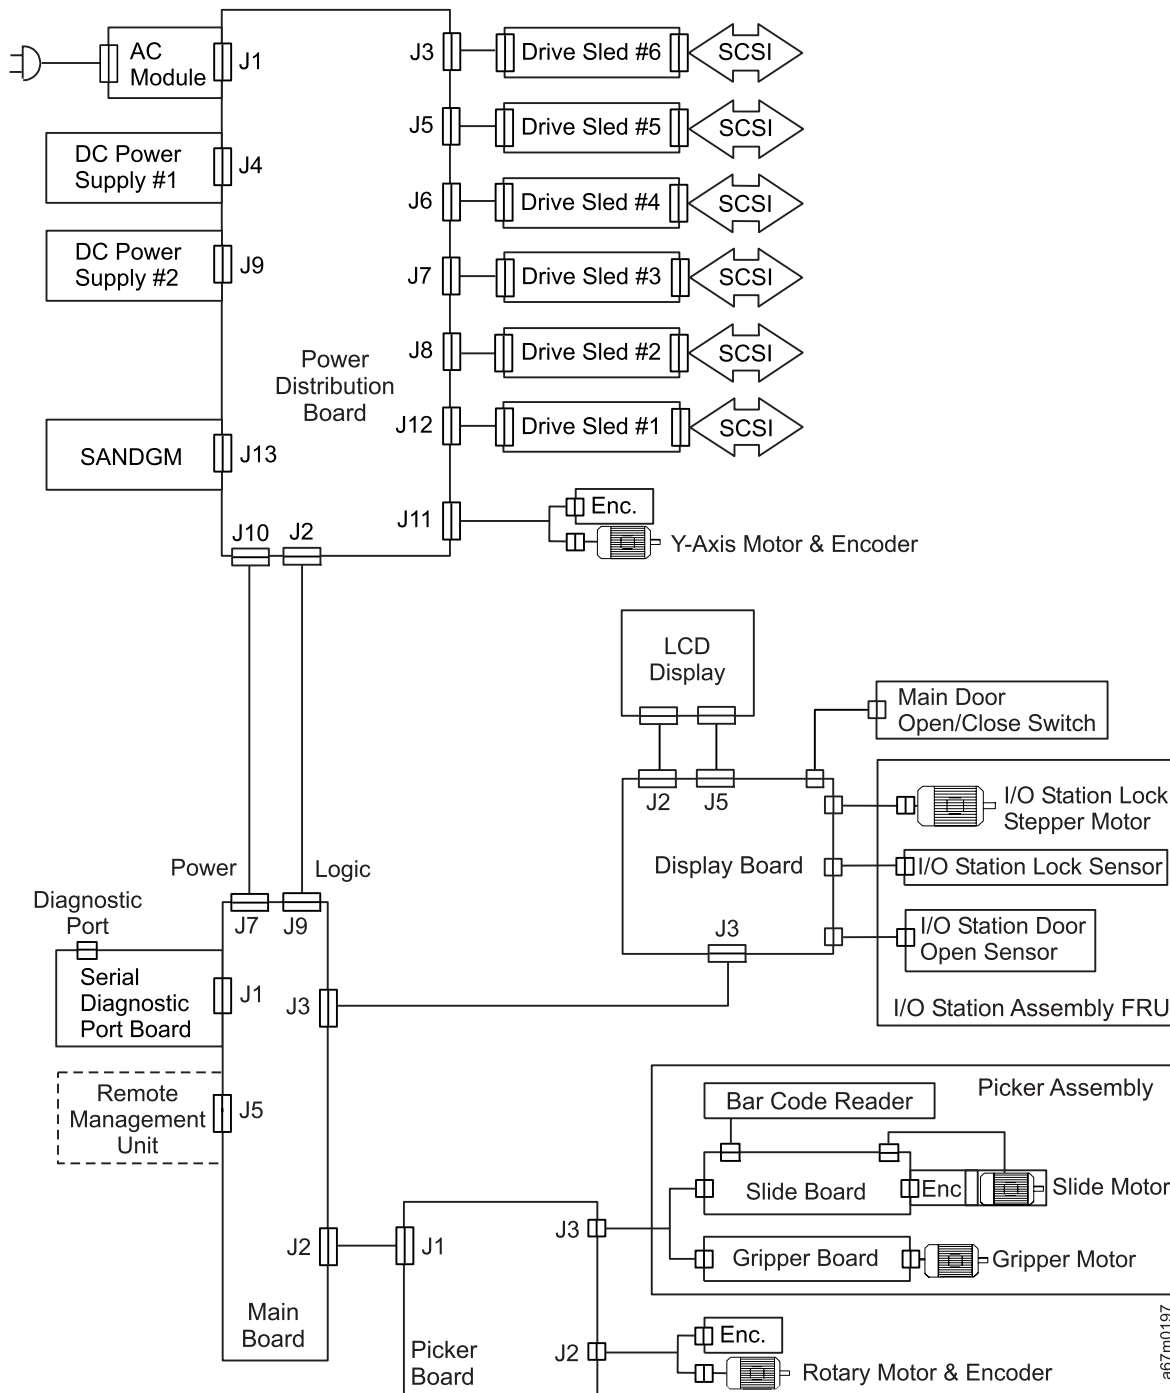 AC
Module
J1
DC Power
Supply #1
J4
DC Power
Supply #2
J9
SANDGM
J13
Power
Distribution
Board
J10
J2
J3
Drive Sled #6
SCSI
J5
Drive Sled #5
SCSI
J6
Drive Sled #4
SCSI
J7
Drive Sled #3
SCSI
J8
Drive Sled #2
SCSI
J12
Drive Sled #1
SCSI
J11
Enc.
Y-Axis Motor & Encoder
LCD
Display
J2
J5
Display Board
J3
Main Door
Open/Close Switch
I/O Station Lock
Stepper Motor
I/O Station Lock Sensor
I/O Station Door
Open Sensor
I/O Station Assembly FRU
Power
Logic
J7
J9
Diagnostic
Port
Serial
Diagnostic
Port Board
J1
J3
Remote
Management
Unit
J5
J2
Main
Board
J1
J3
Picker
Board
J2
Picker Assembly
Bar Code Reader
Slide Board
Enc
Slide Motor
Gripper Board
Gripper Motor
Enc.
Rotary Motor & Encoder
a67m0197